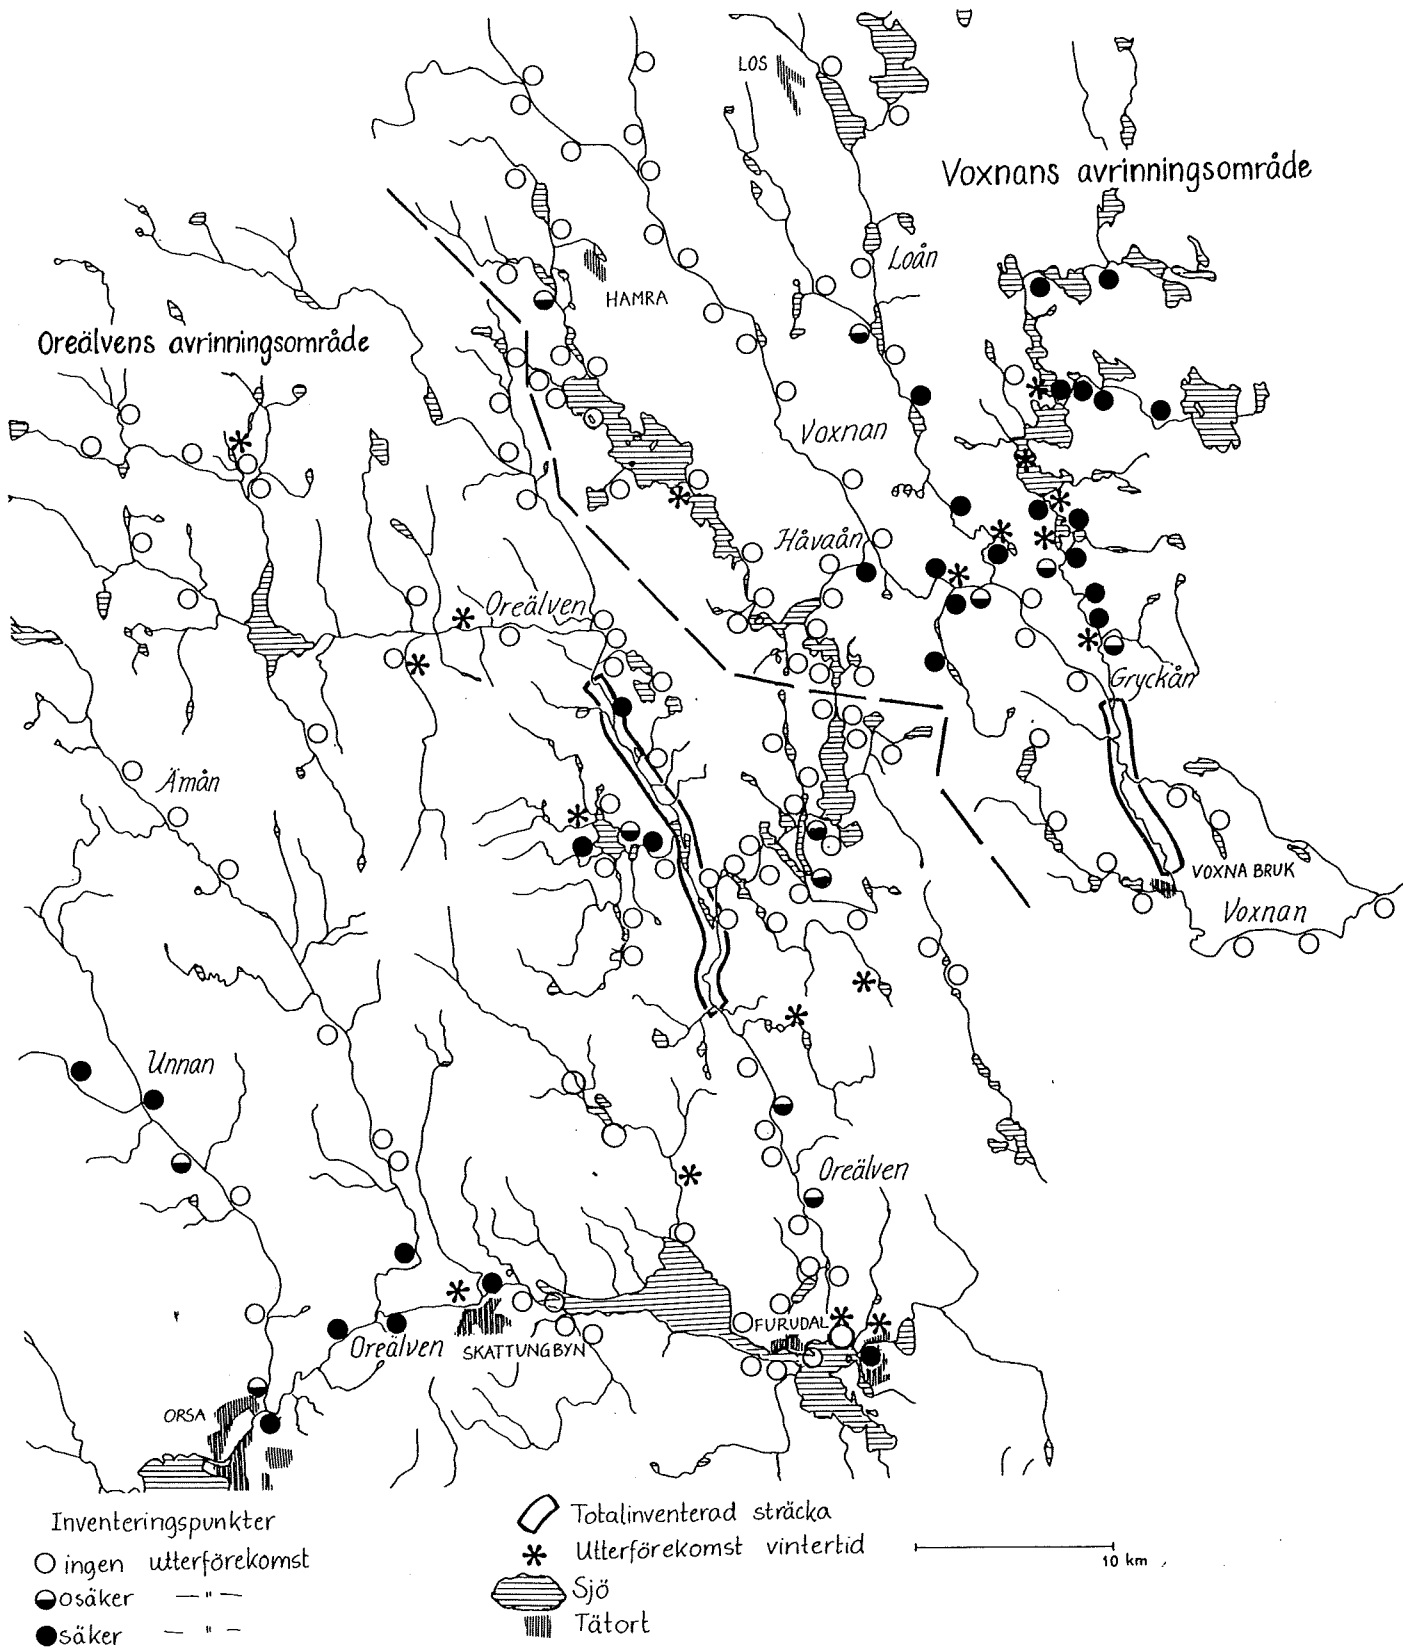 LOS
Voxnans avrinningsområde
Loån
HAMRA
Oreälvens avrinningsområde
Voxnan
Håvaån
Oreälven
Gryckån
Ämån
VOXNA BRUK
Voxnan
Unnan
Oreälven
FURUDAL
Oreälven
SKATTUNGBYN
ORSA
Inventeringspunkter
ingen utterförekomst
osäker — " —
säker — " —
Totalinventerad sträcka
Utterförekomst vintertid
Sjö
Tätort
10 km